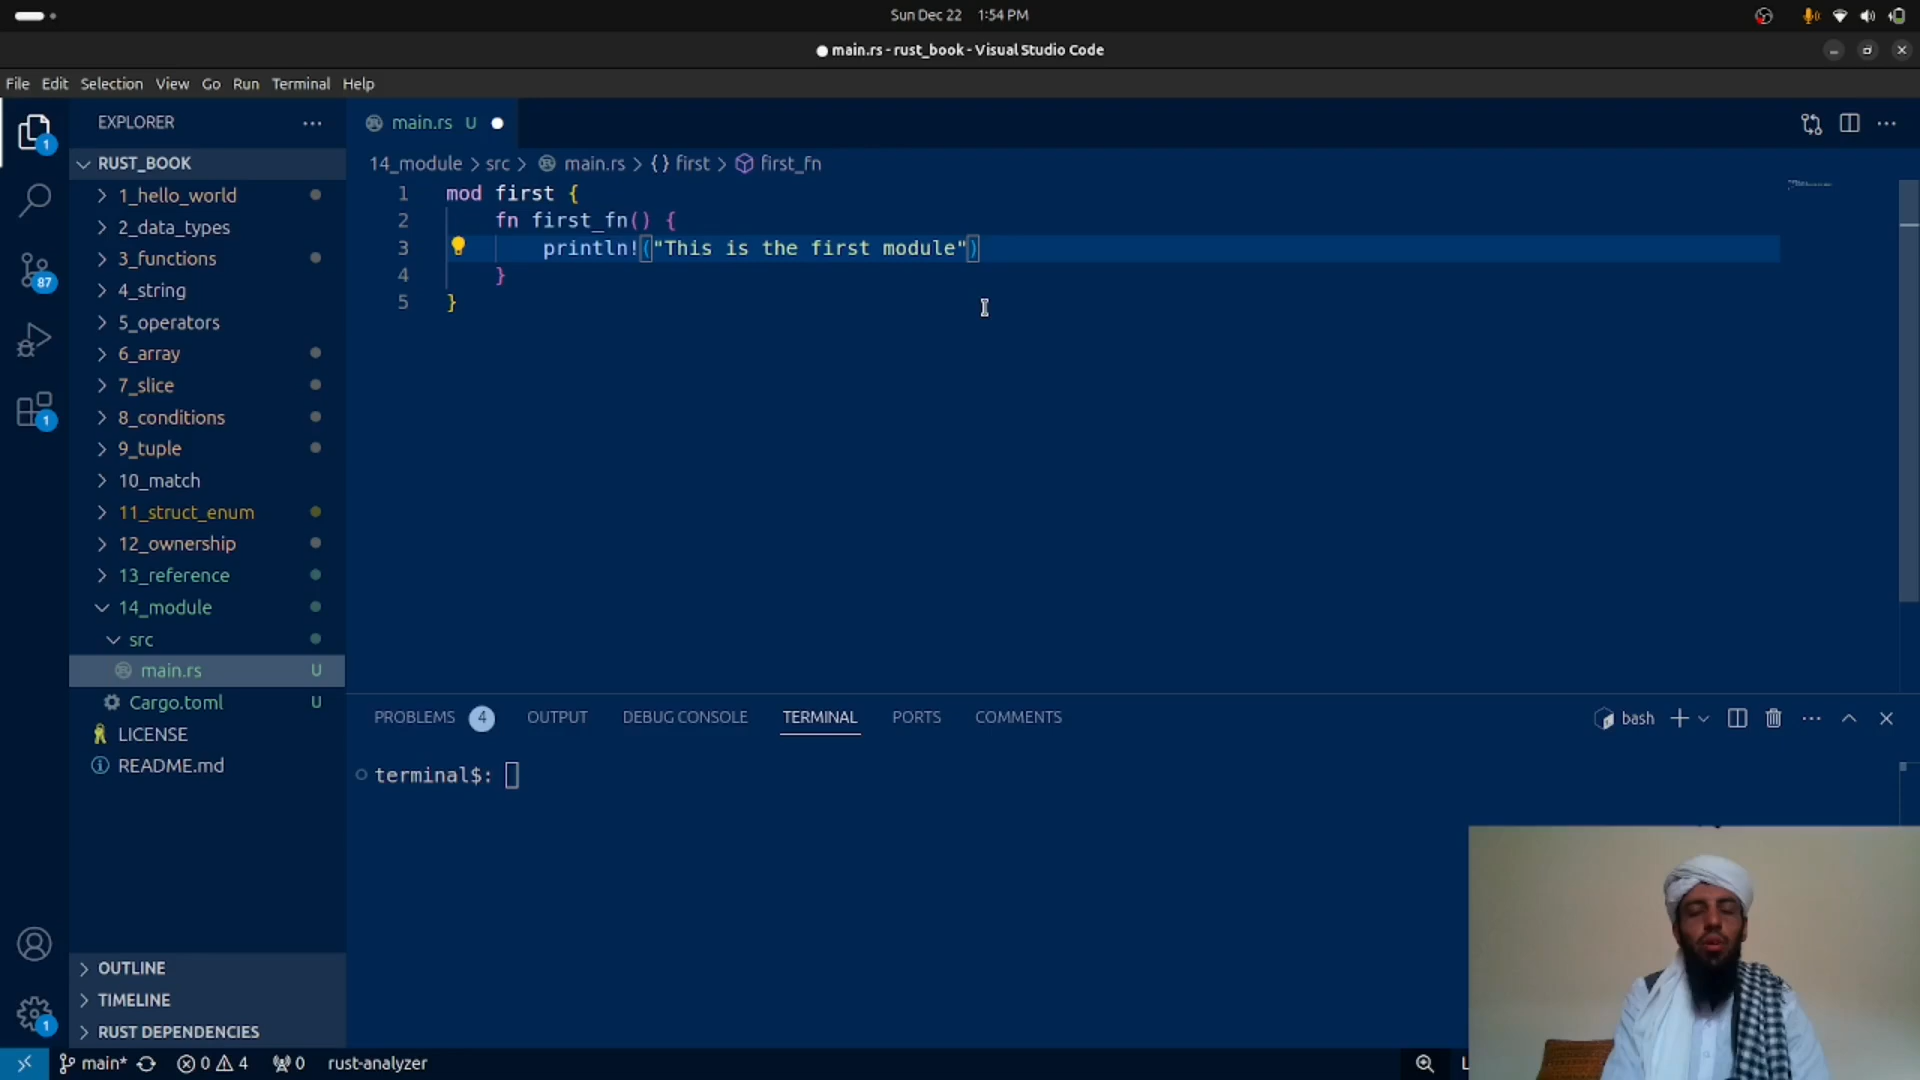 Sun Dec 22 1:54 PM
main.rs - rust_book - Visual Studio Code
File Edit Selection View Go Run Terminal Help
EXPLORER
main.rs U
RUST_BOOK
14_module > src > main.rs > {} first > first_fn
1_hello_world
2_data_types
3_functions
4_string
5_operators
6_array
7_slice
8_conditions
9_tuple
10_match
11_struct_enum
12_ownership
13_reference
14_module
src
main.rs U
Cargo.toml U
LICENSE
README.md
OUTLINE
TIMELINE
RUST DEPENDENCIES
1
87
1
1
1 mod first {
2 fn first_fn() {
3 println!("This is the first module")
4 }
5 }
PROBLEMS 4 OUTPUT DEBUG CONSOLE TERMINAL PORTS COMMENTS
bash
terminal$:
main* 0 4 0 rust-analyzer